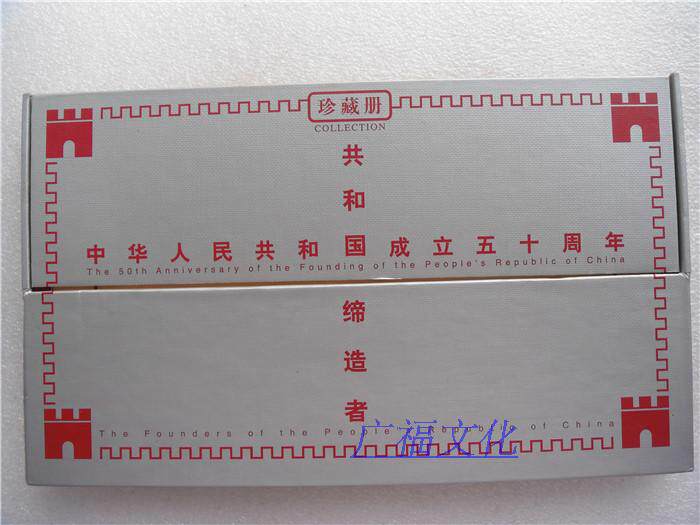 珍藏册
COLLECTION
共
和
中华人民共和国成立五十周年
The 50th Anniversary of the Founding of the People's Republic of China
缔
造
者
The Founders of the People Republic of China
广福文化